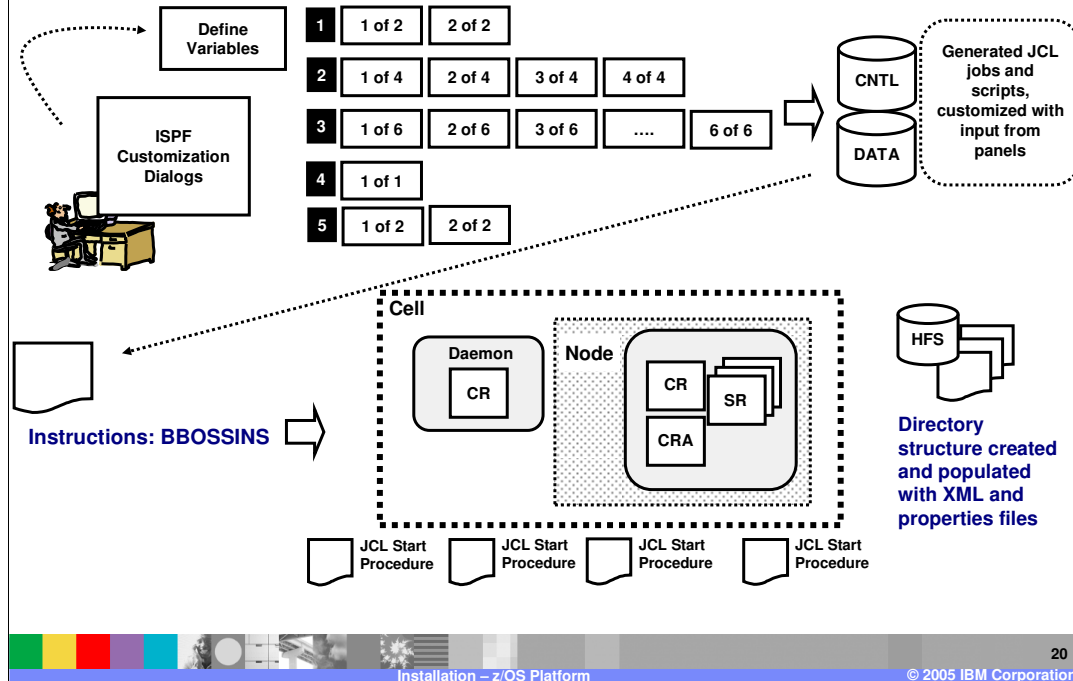 Define
Variables
ISPF
Customization
Dialogs
1 1 of 2 2 of 2
2 1 of 4 2 of 4 3 of 4 4 of 4
3 1 of 6 2 of 6 3 of 6 .... 6 of 6
4 1 of 1
5 1 of 2 2 of 2
CNTL
DATA
Generated JCL
jobs and
scripts,
customized with
input from
panels
Instructions: BBOSSINS
Cell
Daemon
CR
Node
CR
SR
CRA
HFS
Directory
structure created
and populated
with XML and
properties files
JCL Start
Procedure
JCL Start
Procedure
JCL Start
Procedure
JCL Start
Procedure
20
Installation – z/OS Platform
© 2005 IBM Corporation